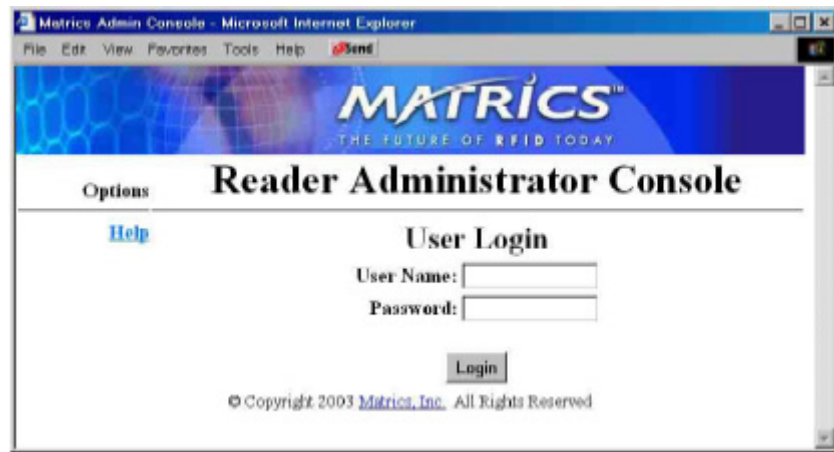 Matrics Admin Console - Microsoft Internet Explorer
File Edit View Favorites Tools Help Send
MATRICS™
THE FUTURE OF RFID TODAY
Options
Reader Administrator Console
Help
User Login
User Name:
Password:
Login
© Copyright 2003 Matrics, Inc. All Rights Reserved